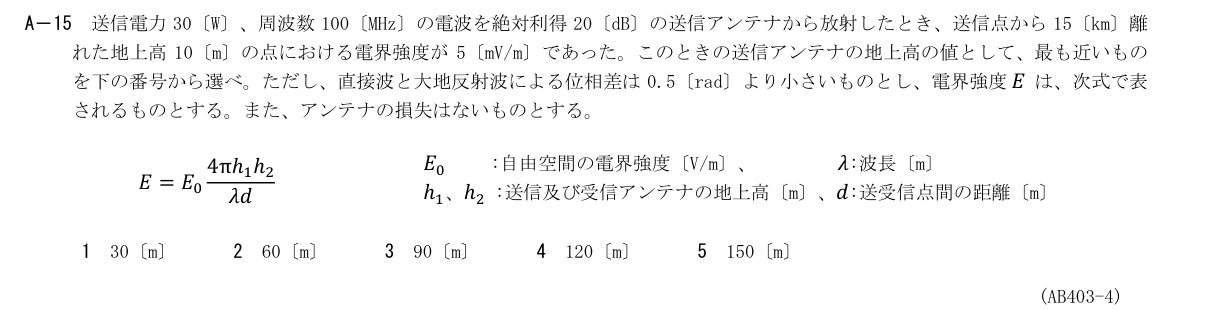 A-15 送信電力 30〔W〕、周波数 100〔MHz〕の電波を絶対利得 20〔dB〕の送信アンテナから放射したとき、送信点から 15〔km〕離
れた地上高 10〔m〕の点における電界強度が 5〔mV/m〕であった。このときの送信アンテナの地上高の値として、最も近いもの
を下の番号から選べ。ただし、直接波と大地反射波による位相差は 0.5〔rad〕より小さいものとし、電界強度 E は、次式で表
されるものとする。また、アンテナの損失はないものとする。
E = E₀ 4πh₁h₂/λd
E₀ :自由空間の電界強度〔V/m〕、 λ:波長〔m〕
h₁、h₂ :送信及び受信アンテナの地上高〔m〕、d:送受信点間の距離〔m〕
1 30〔m〕 2 60〔m〕 3 90〔m〕 4 120〔m〕 5 150〔m〕
(AB403-4)